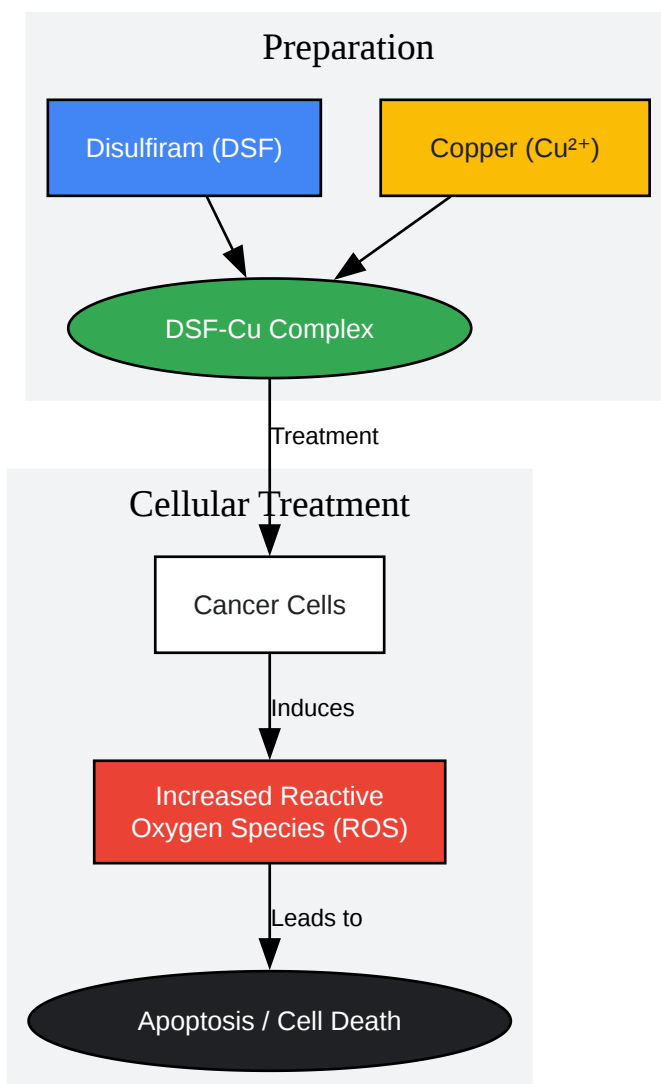 Preparation
Disulfiram (DSF)
Copper (Cu²⁺)
DSF-Cu Complex
Treatment
Cellular Treatment
Cancer Cells
Induces
Increased Reactive
Oxygen Species (ROS)
Leads to
Apoptosis / Cell Death